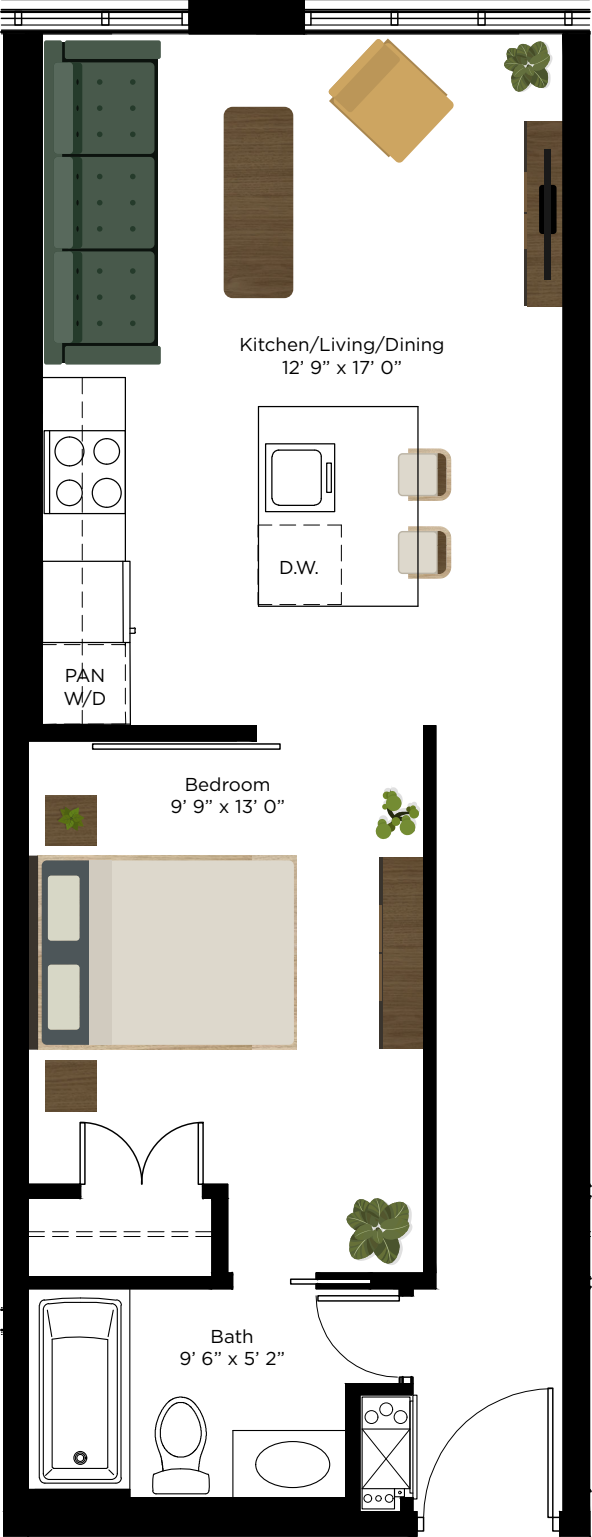 Kitchen/Living/Dining
12’ 9” x 17’ 0”
D.W.
PAN
W/D
Bedroom
9’ 9” x 13’ 0”
Bath
9’ 6” x 5’ 2”